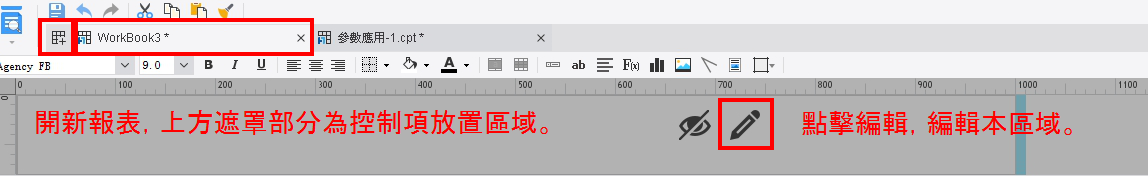 WorkBook3 *
參數應用-1.cpt *
Agency FB 9.0 B I U ab F(x)
0 100 200 300 400 500 600 700 800 900 1000 1100
0
開新報表, 上方遮罩部分為控制項放置區域。
點擊編輯, 編輯本區域。